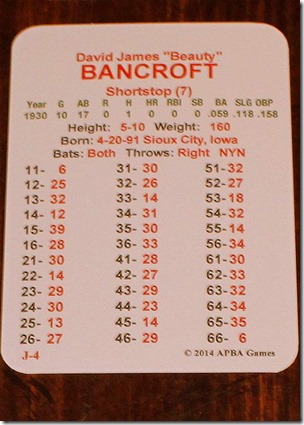 David James "Beauty"
BANCROFT
Shortstop (7)
Year G AB R H HR RBI SB BA SLG OBP
1930 10 17 0 1 0 0 0 .059 .118 .158
Height: 5-10 Weight: 160
Born: 4-20-91 Sioux City, Iowa
Bats: Both Throws: Right NYN
11- 6 31- 30 51- 32
12- 25 32- 26 52- 27
13- 32 33- 1 53- 18
14- 12 34- 31 54- 32
15- 39 35- 14 55- 14
16- 28 36- 33 56- 34
21- 30 41- 24 61- 30
22- 14 42- 27 62- 33
23- 29 43- 29 63- 32
24- 30 44- 23 64- 34
25- 13 45- 14 65- 35
26- 27 46- 29 66- 6
J-4 © 2014 APBA Games